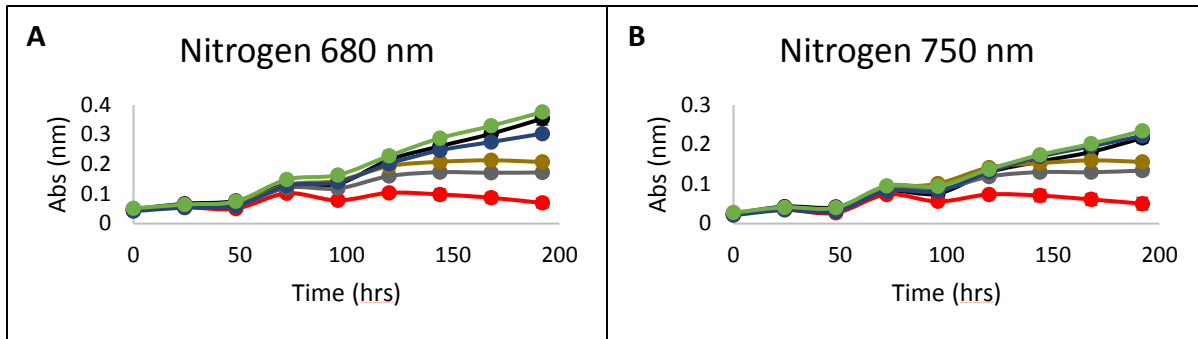 A
Nitrogen 680 nm
Abs (nm)
0.4
0.3
0.2
0.1
0
0 50 100 150 200
Time (hrs)
B
Nitrogen 750 nm
Abs (nm)
0.3
0.2
0.1
0
0 50 100 150 200
Time (hrs)